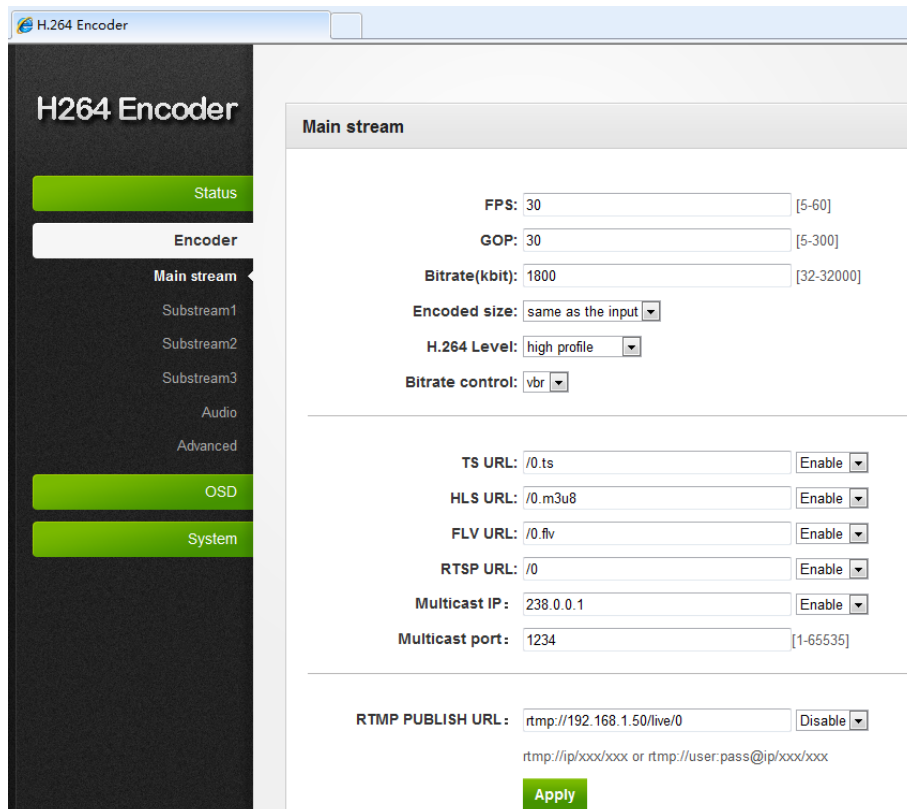 H.264 Encoder
H264 Encoder
Status
Encoder
Main stream
Substream1
Substream2
Substream3
Audio
Advanced
OSD
System
Main stream
FPS: 30 [5-60]
GOP: 30 [5-300]
Bitrate(kbit): 1800 [32-32000]
Encoded size: same as the input
H.264 Level: high profile
Bitrate control: vbr
TS URL: /0.ts Enable
HLS URL: /0.m3u8 Enable
FLV URL: /0.flv Enable
RTSP URL: /0 Enable
Multicast IP： 238.0.0.1 Enable
Multicast port： 1234 [1-65535]
RTMP PUBLISH URL： rtmp://192.168.1.50/live/0 Disable
rtmp://ip/xxx/xxx or rtmp://user:pass@ip/xxx/xxx
Apply